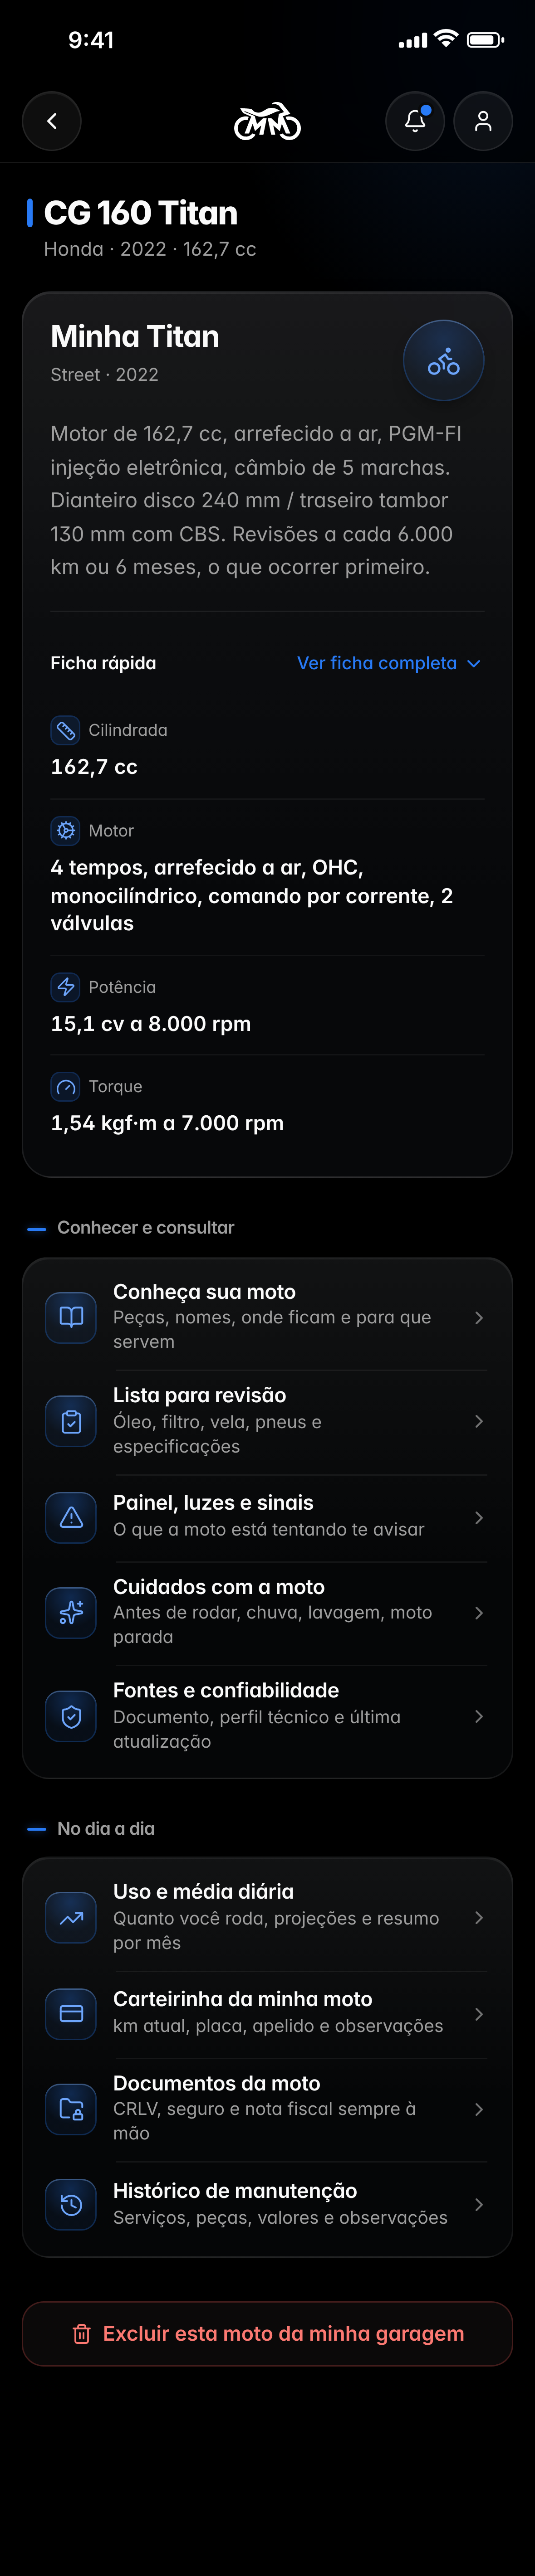 9:41
MM
CG 160 Titan
Honda · 2022 · 162,7 cc
Minha Titan
Street · 2022
Motor de 162,7 cc, arrefecido a ar, PGM-FI
injeção eletrônica, câmbio de 5 marchas.
Dianteiro disco 240 mm / traseiro tambor
130 mm com CBS. Revisões a cada 6.000
km ou 6 meses, o que ocorrer primeiro.
Ficha rápida
Ver ficha completa
Cilindrada
162,7 cc
Motor
4 tempos, arrefecido a ar, OHC,
monocilíndrico, comando por corrente, 2
válvulas
Potência
15,1 cv a 8.000 rpm
Torque
1,54 kgf·m a 7.000 rpm
Conhecer e consultar
Conheça sua moto
Peças, nomes, onde ficam e para que
servem
Lista para revisão
Óleo, filtro, vela, pneus e
especificações
Painel, luzes e sinais
O que a moto está tentando te avisar
Cuidados com a moto
Antes de rodar, chuva, lavagem, moto
parada
Fontes e confiabilidade
Documento, perfil técnico e última
atualização
No dia a dia
Uso e média diária
Quanto você roda, projeções e resumo
por mês
Carteirinha da minha moto
km atual, placa, apelido e observações
Documentos da moto
CRLV, seguro e nota fiscal sempre à
mão
Histórico de manutenção
Serviços, peças, valores e observações
Excluir esta moto da minha garagem